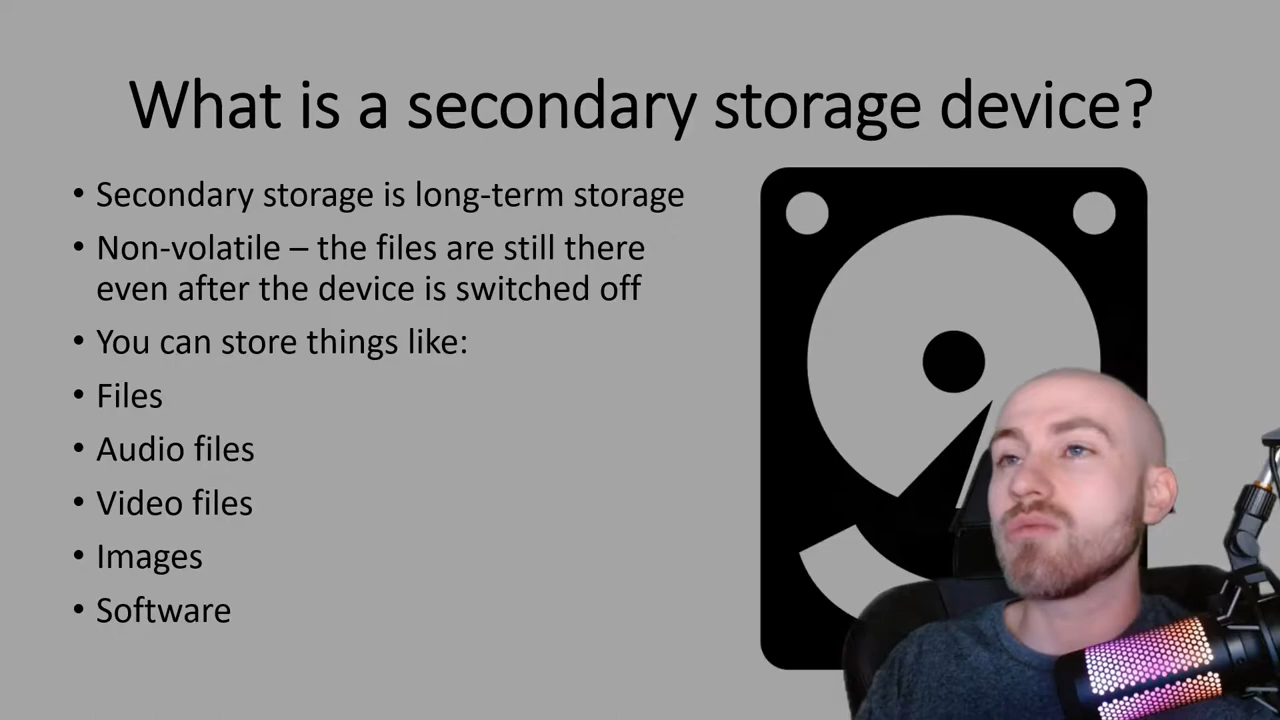 What is a secondary storage device?
• Secondary storage is long-term storage
• Non-volatile – the files are still there
even after the device is switched off
• You can store things like:
• Files
• Audio files
• Video files
• Images
• Software